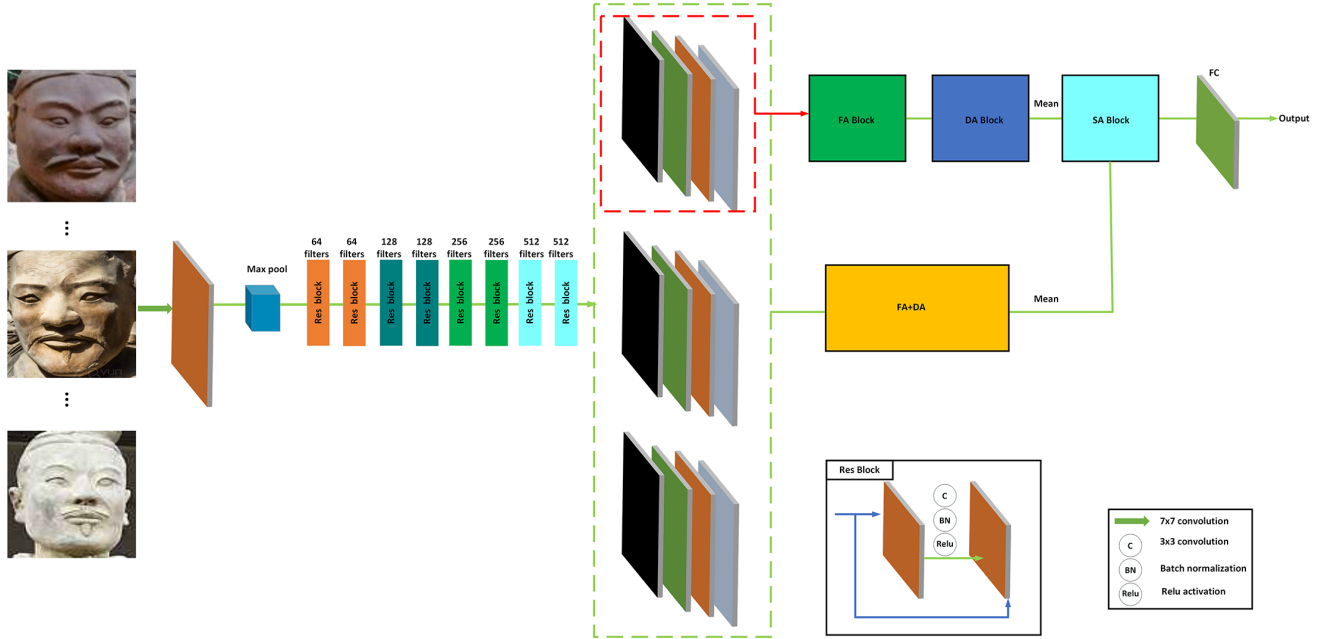 FC
FA Block
DA Block
Mean
SA Block
Output
64
filters
64
filters
128
filters
128
filters
256
filters
256
filters
512
filters
512
filters
Max pool
Res block
Res block
Res block
Res block
Res block
Res block
Res block
Res block
FA+DA
Mean
Res Block
C
BN
Relu
7x7 convolution
C
3x3 convolution
BN
Batch normalization
Relu
Relu activation